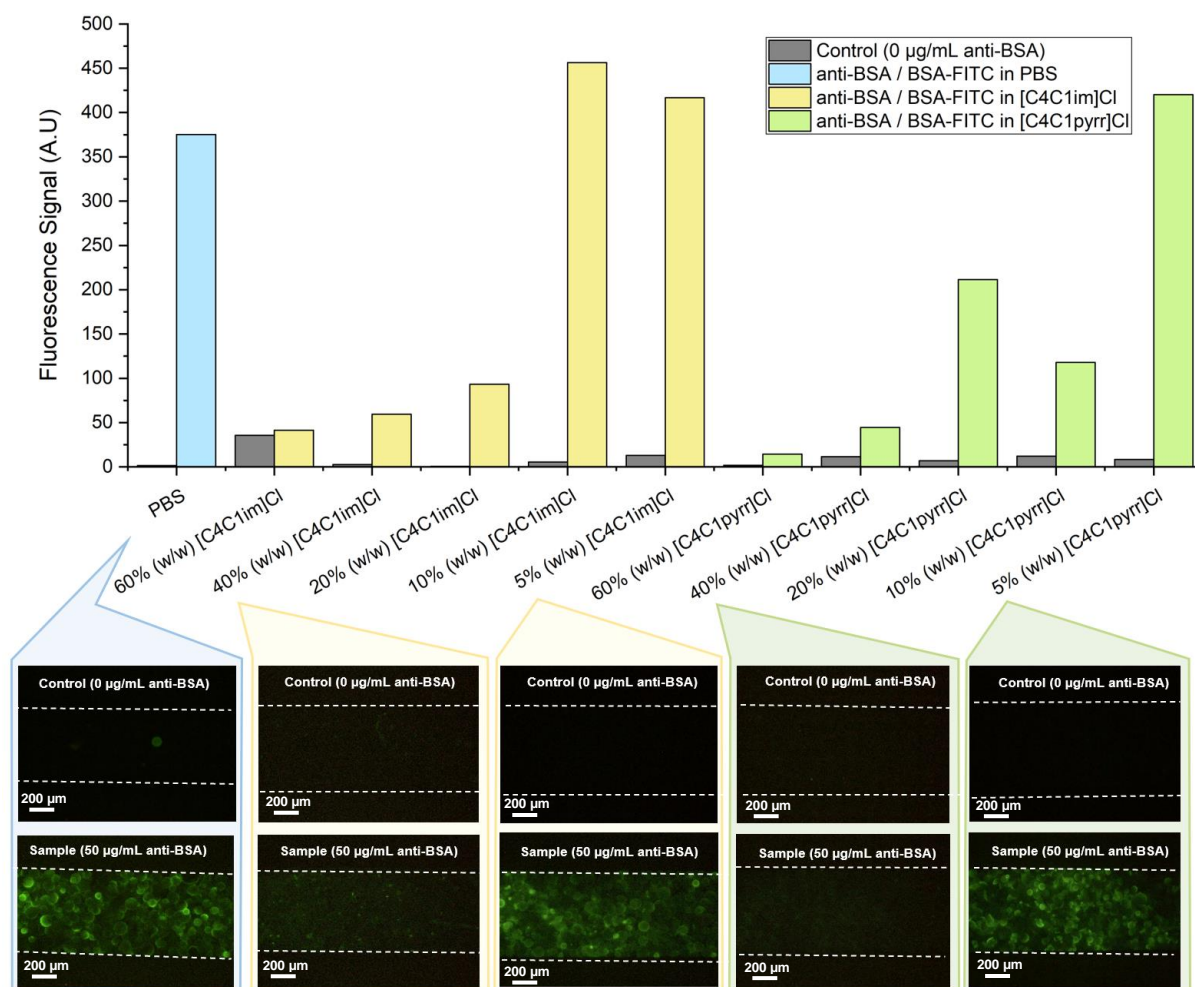 500
450
400
350
300
250
200
150
100
50
0
Fluorescence Signal (A.U)
Control (0 µg/mL anti-BSA)
anti-BSA / BSA-FITC in PBS
anti-BSA / BSA-FITC in [C4C1im]Cl
anti-BSA / BSA-FITC in [C4C1pyrr]Cl
PBS
60% (w/w) [C4C1im]Cl
40% (w/w) [C4C1im]Cl
20% (w/w) [C4C1im]Cl
10% (w/w) [C4C1im]Cl
5% (w/w) [C4C1im]Cl
60% (w/w) [C4C1pyrr]Cl
40% (w/w) [C4C1pyrr]Cl
20% (w/w) [C4C1pyrr]Cl
10% (w/w) [C4C1pyrr]Cl
5% (w/w) [C4C1pyrr]Cl
Control (0 µg/mL anti-BSA)
200 µm
Control (0 µg/mL anti-BSA)
200 µm
Control (0 µg/mL anti-BSA)
200 µm
Control (0 µg/mL anti-BSA)
200 µm
Control (0 µg/mL anti-BSA)
200 µm
Sample (50 µg/mL anti-BSA)
200 µm
Sample (50 µg/mL anti-BSA)
200 µm
Sample (50 µg/mL anti-BSA)
200 µm
Sample (50 µg/mL anti-BSA)
200 µm
Sample (50 µg/mL anti-BSA)
200 µm